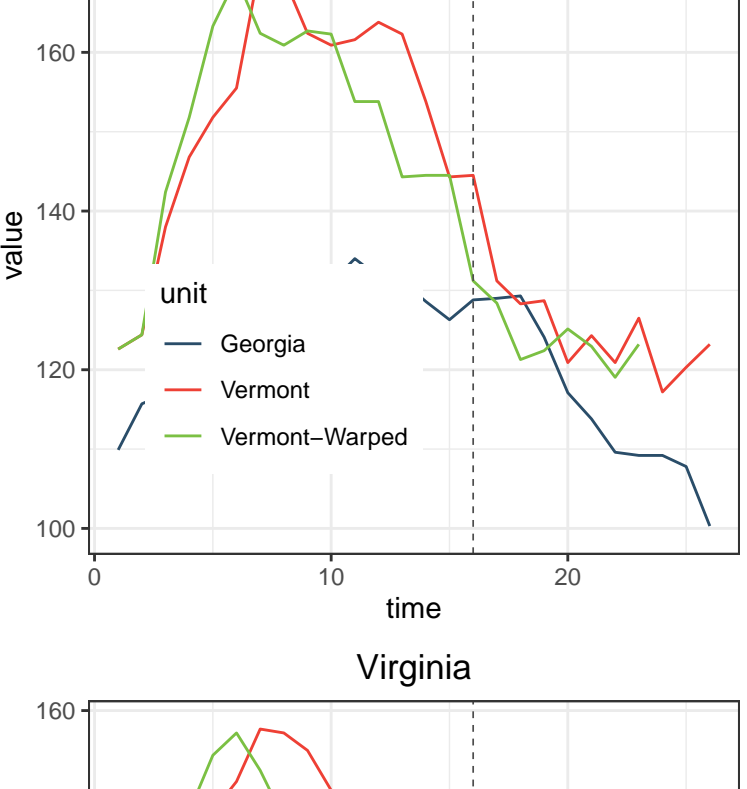 160
140
120
100
value
unit
Georgia
Vermont
Vermont−Warped
0 10 20
time
Virginia
160